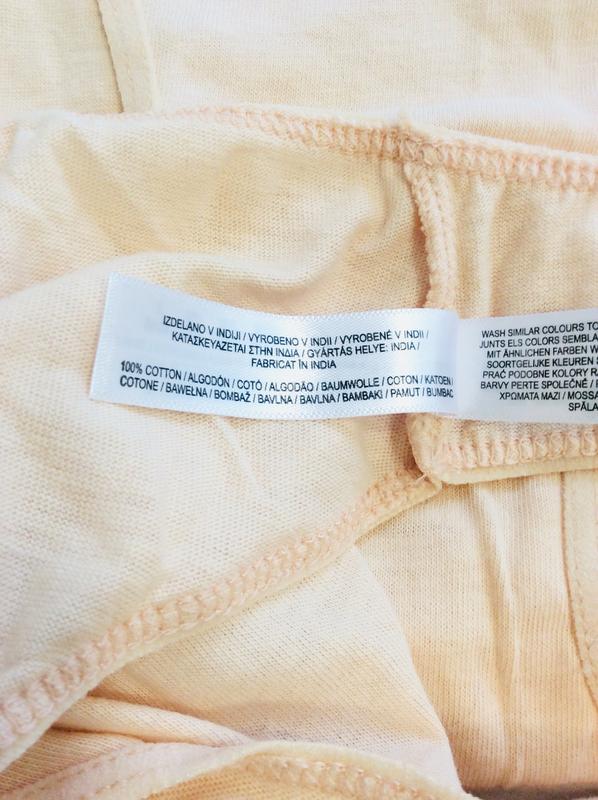 IZDELANO V INDIJI / VYROBENO V INDII / VYROBENÉ V INDII /
ΚΑΤΑΣΚΕΥΑΖΕΤΑΙ ΣΤΗΝ ΙΝΔΙΑ / GYÁRTÁS HELYE: INDIA /
FABRICAT ÎN INDIA
100% COTTON / ALGODÓN / COTÓ / ALGODÃO / BAUMWOLLE / COTON / KATOEN
COTONE / BAWEŁNA / BOMBAŽ / BAVLNA / BAVLNA / ΒΑΜΒΑΚΙ / PAMUT / BUMBAC
WASH SIMILAR COLOURS TO
JUNTS ELS COLORS SEMBLA
MIT ÄHNLICHEN FARBEN W
SOORTGELIJKE KLEUREN
PRAĆ PODOBNE KOLORY RA
BARVY PERTE SPOLEČNĚ /
ΧΡΩΜΑΤΑ ΜΑΖΙ / MOSSA
SPĂLA